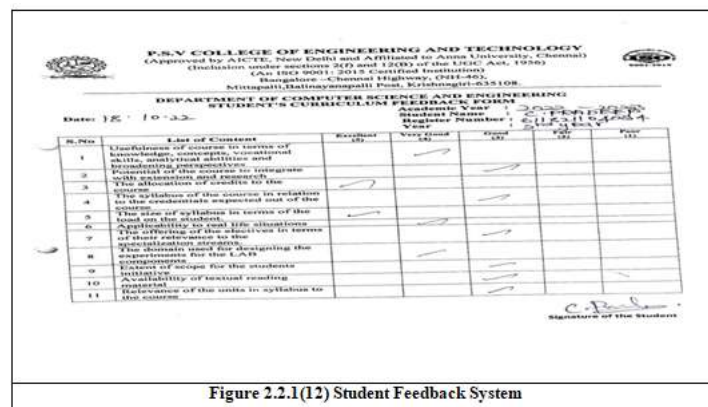 P.S.V COLLEGE OF ENGINEERING AND TECHNOLOGY
(Approved by AICTE, New Delhi and Affiliated to Anna University, Chennai)
(Inclusion under sections 2(f) and 12(B) of the UGC Act, 1956)
(An ISO 9001: 2015 Certified Institution)
Bangalore –Chennai Highway, (NH-46),
Mittapalli,Balinayanapalli Post, Krishnagiri-635108.
DEPARTMENT OF COMPUTER SCIENCE AND ENGINEERING
STUDENT'S CURRICULUM FEEDBACK FORM
Academic Year : 2022 - 2023
Date: 18.10.22 Student Name : C. PRADEEP
Register Number :
Year
S.No List of Content Excellent (5) Very Good (4) Good (3) Fair (2) Poor (1)
1 Usefulness of course in terms of
knowledge, concepts, vocational
skills, analytical abilities and
broadening perspectives
2 Potential of the course to integrate
with extension and research
3 The allocation of credits to the
course
4 The syllabus of the course in relation
to the credentials expected out of the
course
5 The size of syllabus in terms of the
load on the student.
6 Applicability to real life situations
7 The offering of the electives in terms
of their relevance to the
specialization streams.
8 The domain used for designing the
experiments for the LAB
components
9 Extent of scope for the students
initiative
10 Availability of textual reading
material
11 Relevance of the units in syllabus to
the course
Signature of the Student
Figure 2.2.1(12) Student Feedback System